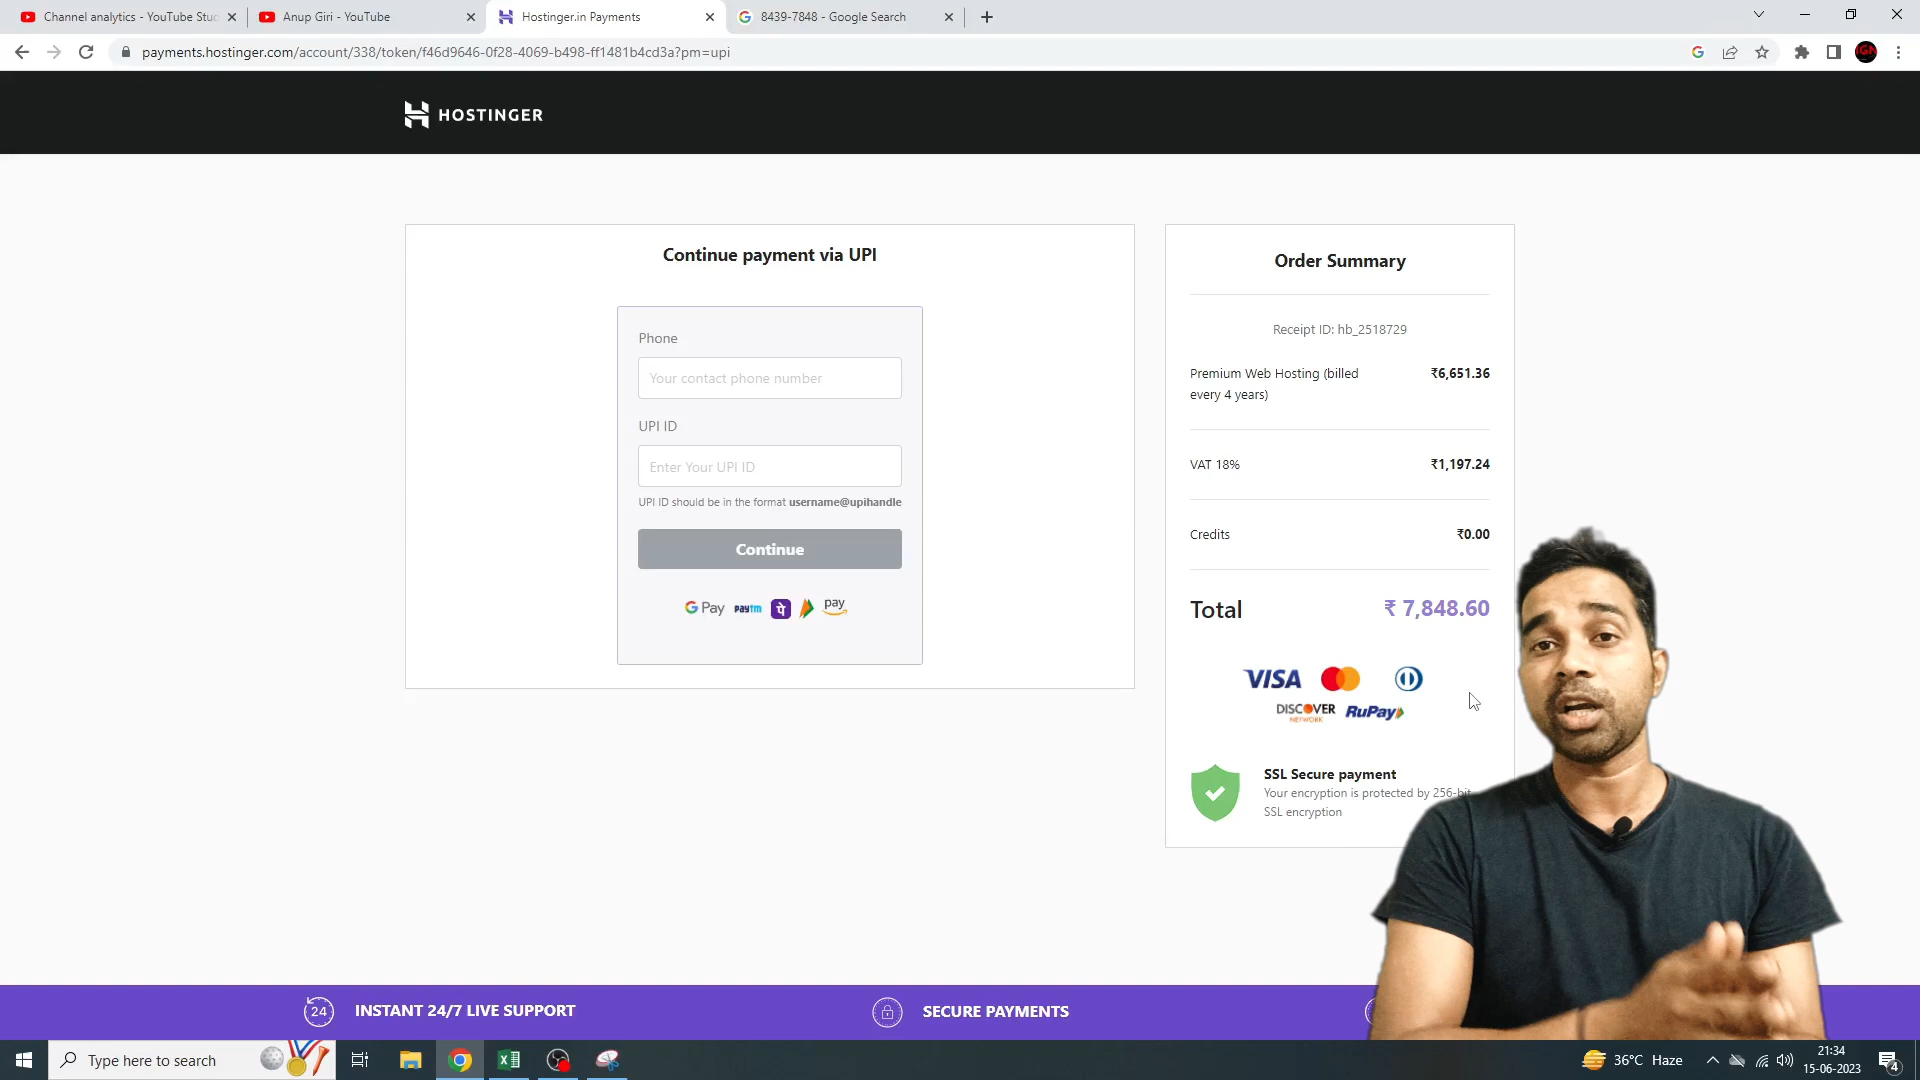 Channel analytics - YouTube Stu
Anup Giri - YouTube
Hostinger.in Payments
8439-7848 - Google Search
payments.hostinger.com/account/338/token/f46d9646-0f28-4069-b498-ff1481b4cd3a?pm=upi
HOSTINGER
Continue payment via UPI
Phone
Your contact phone number
UPI ID
Enter Your UPI ID
UPI ID should be in the format username@upihandle
Continue
G Pay paytm पे pay
Order Summary
Receipt ID: hb_2518729
Premium Web Hosting (billed ₹6,651.36
every 4 years)
VAT 18% ₹1,197.24
Credits ₹0.00
Total ₹ 7,848.60
VISA
DISCOVER RuPay
NETWORK
SSL Secure payment
Your encryption is protected by 256-bit
SSL encryption
24 INSTANT 24/7 LIVE SUPPORT
SECURE PAYMENTS
Type here to search
36°C Haze
21:34
15-06-2023
4